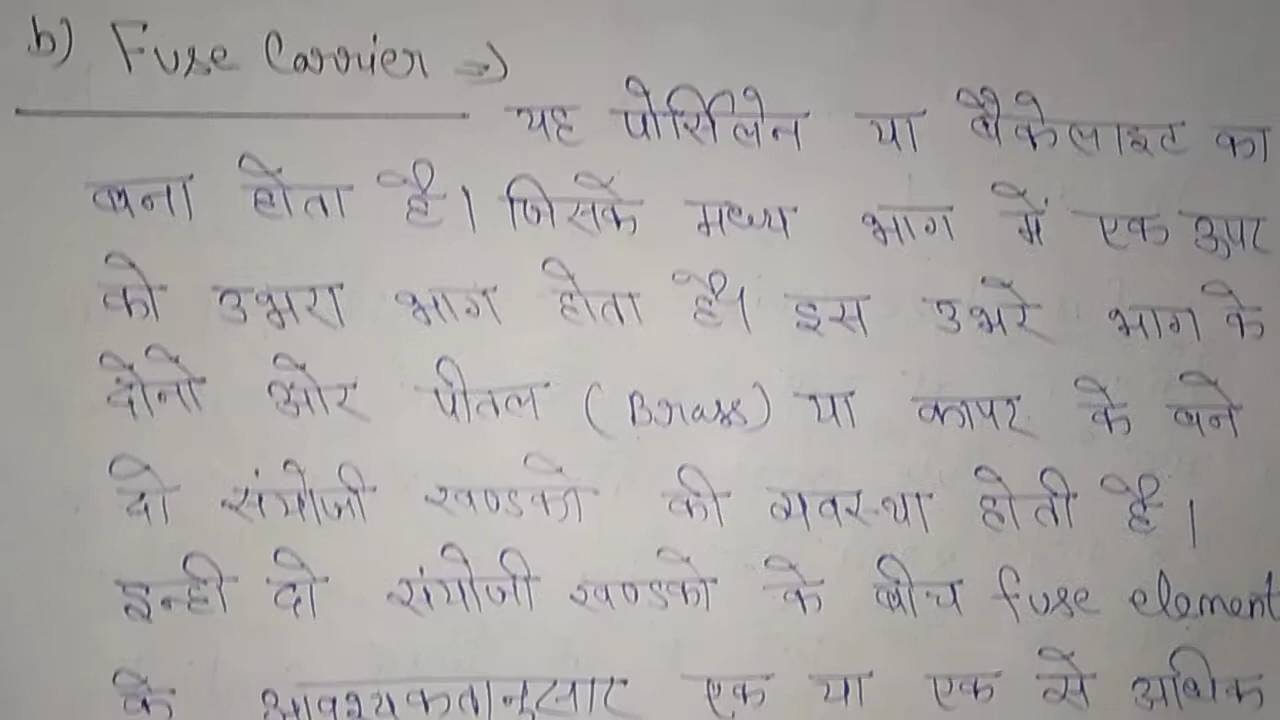 b) Fuse Carrier ⇒
यह पोर्सिलेन या बैकेलाइट का
बना होता है। जिसके मध्य भाग में एक ऊपर
को उभरा भाग होता है। इस उभरे भाग के
दोनो ओर पीतल (Brass) या कापर के बने
दो संयोजी खण्डको की व्यवस्था होती है।
इन्ही दो संयोजी खण्डको के बीच fuse element
के आवश्यकतानुसार एक या एक से अधिक